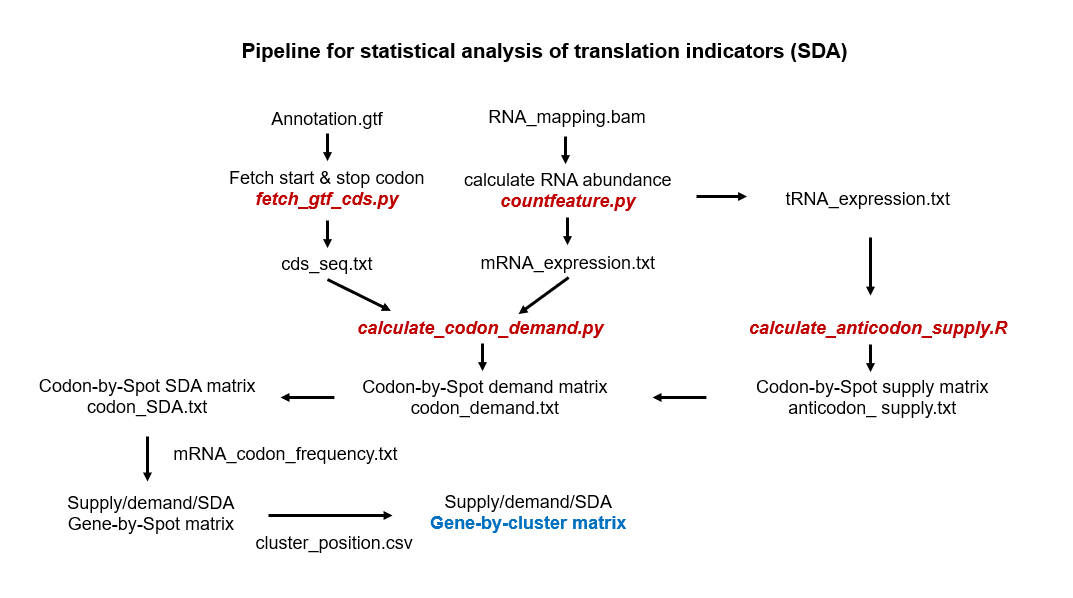 Pipeline for statistical analysis of translation indicators (SDA)
Annotation.gtf
RNA_mapping.bam
Fetch start & stop codon
fetch_gtf_cds.py
calculate RNA abundance
countfeature.py
tRNA_expression.txt
cds_seq.txt
mRNA_expression.txt
calculate_codon_demand.py
calculate_anticodon_supply.R
Codon-by-Spot SDA matrix
codon_SDA.txt
Codon-by-Spot demand matrix
codon_demand.txt
Codon-by-Spot supply matrix
anticodon_ supply.txt
mRNA_codon_frequency.txt
Supply/demand/SDA
Gene-by-Spot matrix
cluster_position.csv
Supply/demand/SDA
Gene-by-cluster matrix